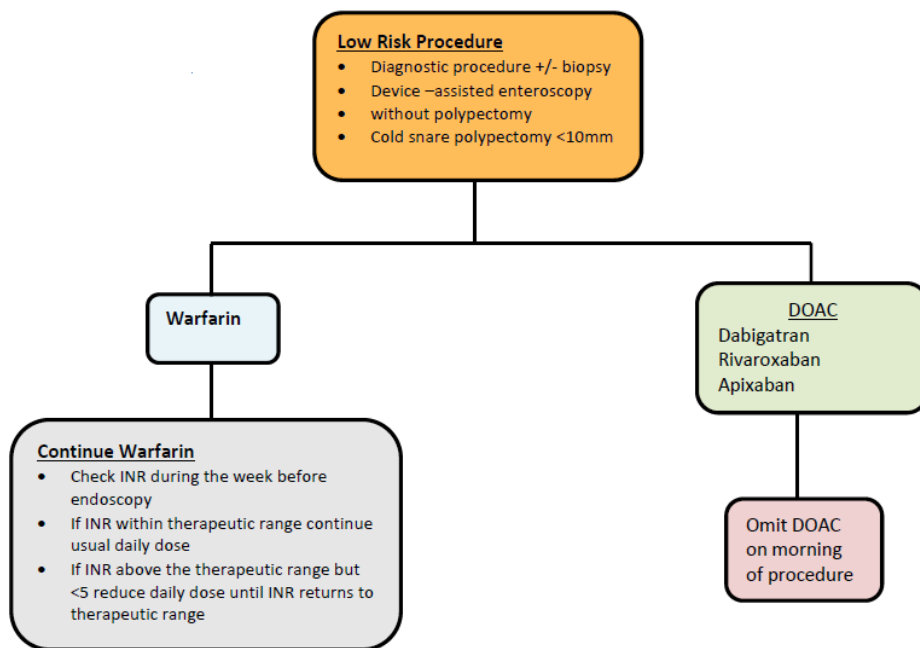 Low Risk Procedure
• Diagnostic procedure +/- biopsy
• Device –assisted enteroscopy
• without polypectomy
• Cold snare polypectomy <10mm
Warfarin
DOAC
Dabigatran
Rivaroxaban
Apixaban
Continue Warfarin
• Check INR during the week before
endoscopy
• If INR within therapeutic range continue
usual daily dose
• If INR above the therapeutic range but
<5 reduce daily dose until INR returns to
therapeutic range
Omit DOAC
on morning
of procedure